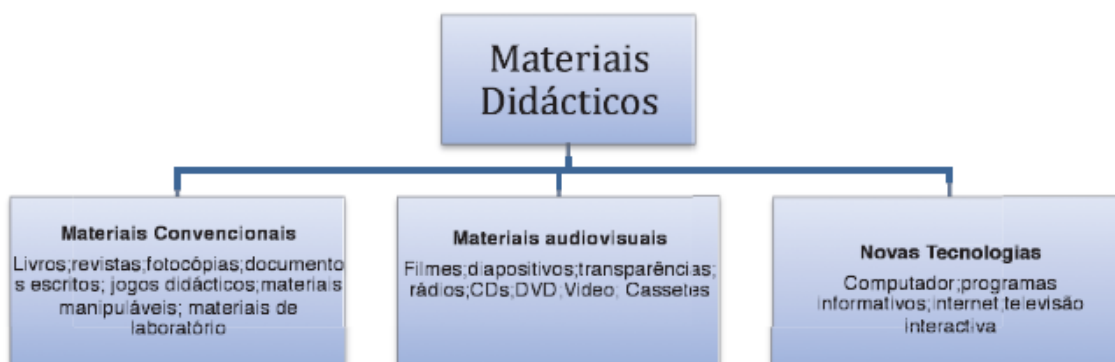 Materiais
Didácticos
Materiais Convencionais
Livros;revistas;fotocópias;documento
s escritos; jogos didácticos;materiais
manipuláveis; materiais de
laboratório
Materiais audiovisuais
Filmes;diapositivos;transparências;
rádios;CDs;DVD;Video; Cassetes
Novas Tecnologias
Computador;programas
informativos;internet;televisão
interactiva